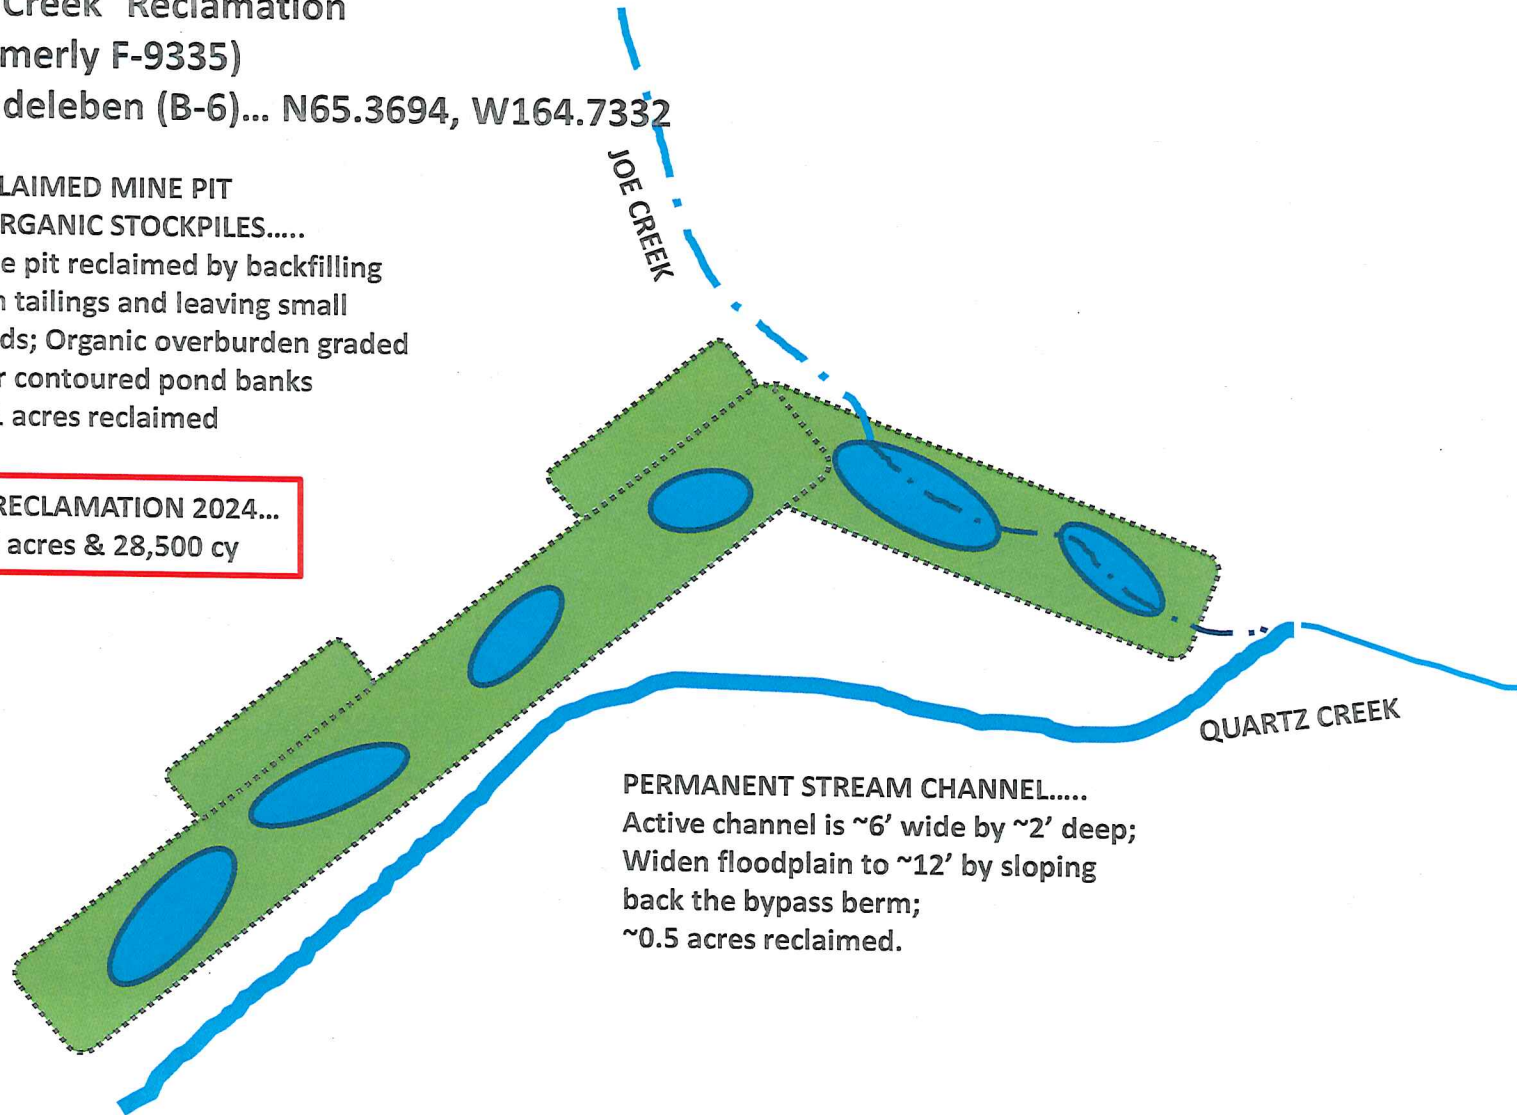 Creek" Reclamation
merly F-9335)
deleben (B-6)... N65.3694, W164.7332
JOE CREEK
LAIMED MINE PIT
RGANIC STOCKPILES.....
e pit reclaimed by backfilling
n tailings and leaving small
ds; Organic overburden graded
r contoured pond banks
. acres reclaimed
RECLAMATION 2024...
acres & 28,500 cy
QUARTZ CREEK
PERMANENT STREAM CHANNEL.....
Active channel is ~6' wide by ~2' deep;
Widen floodplain to ~12' by sloping
back the bypass berm;
~0.5 acres reclaimed.